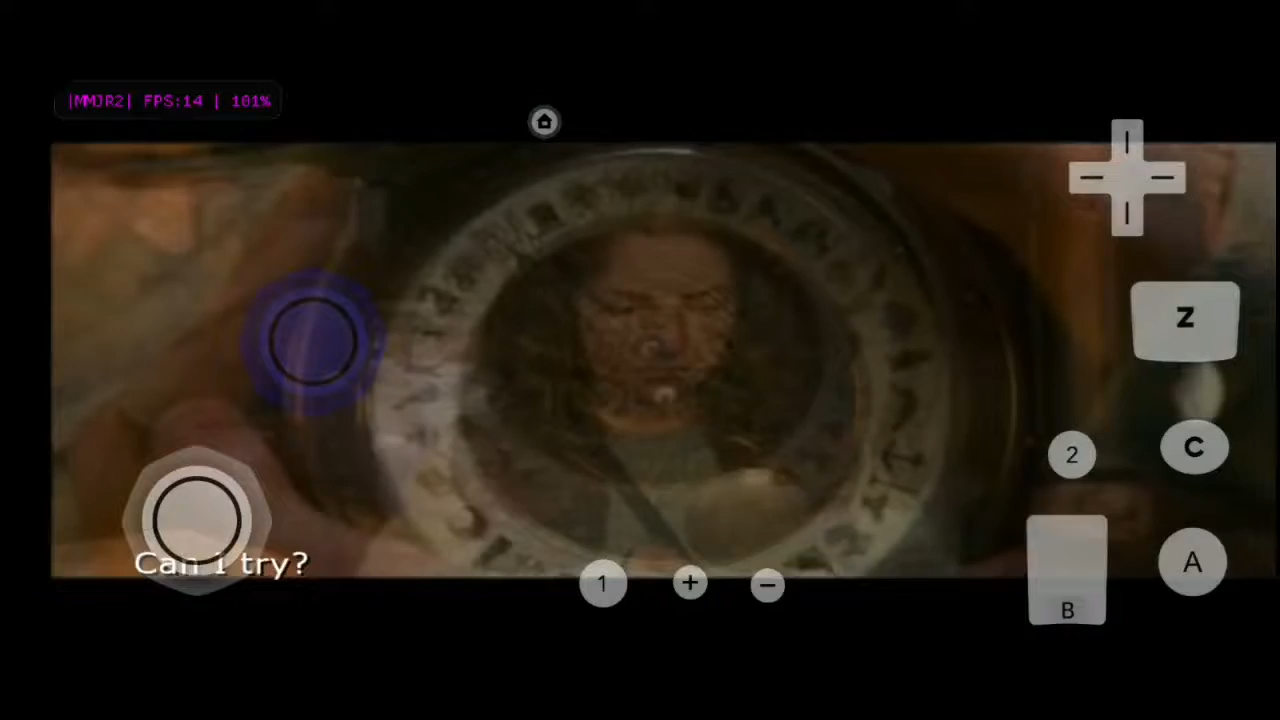 |MMJR2| FPS:14 | 101%
Z
C
2
Can i try?
1
+
−
A
B